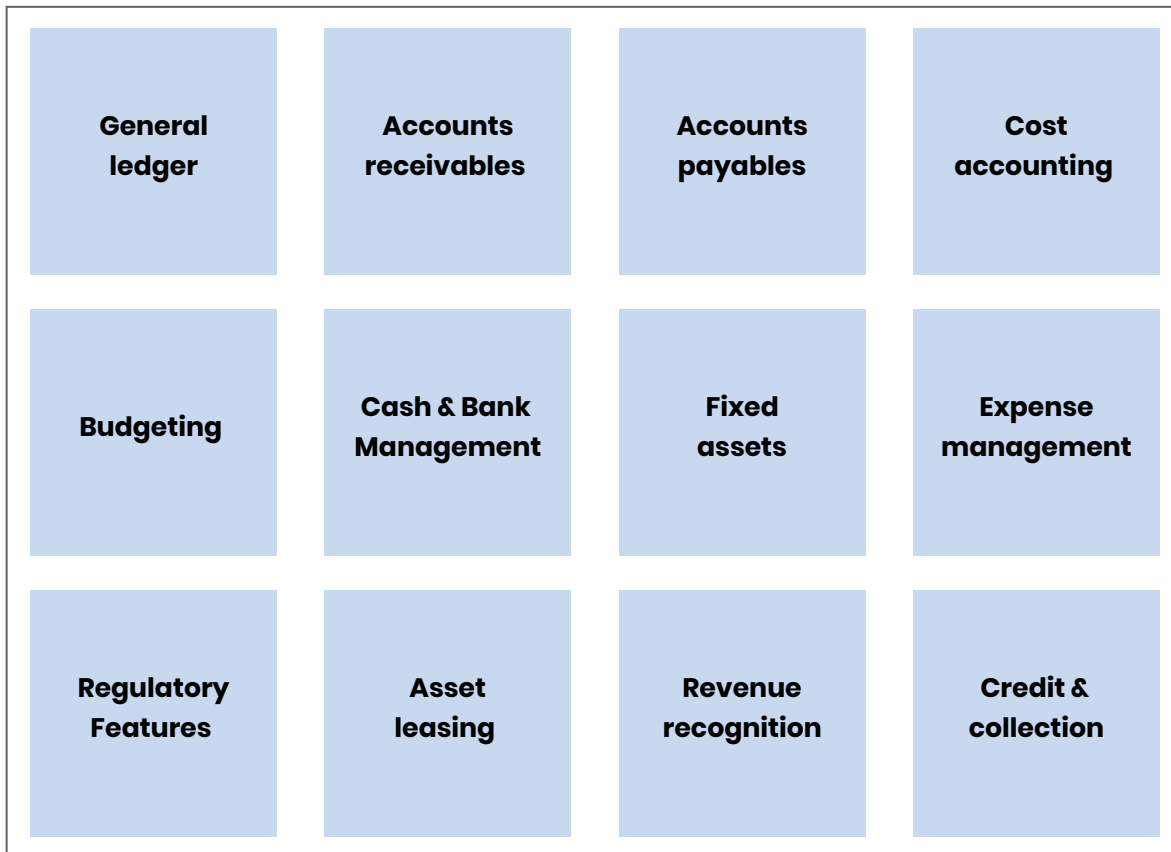 General
ledger
Accounts
receivables
Accounts
payables
Cost
accounting
Budgeting
Cash & Bank
Management
Fixed
assets
Expense
management
Regulatory
Features
Asset
leasing
Revenue
recognition
Credit &
collection